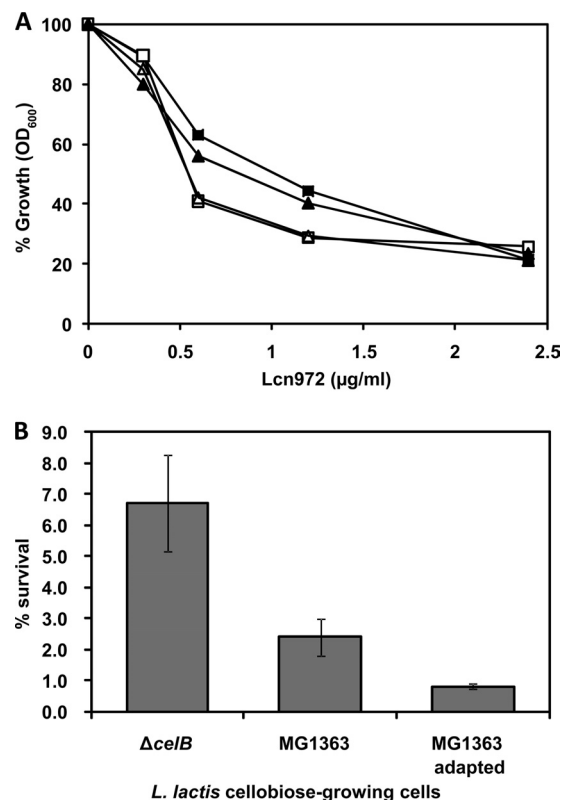 A
100
80
60
40
20
0
% Growth (OD600)
0 0.5 1 1.5 2 2.5
Lcn972 (µg/ml)
B
9.0
8.0
7.0
6.0
5.0
4.0
3.0
2.0
1.0
0.0
% survival
ΔcelB MG1363 MG1363
adapted
L. lactis cellobiose-growing cells